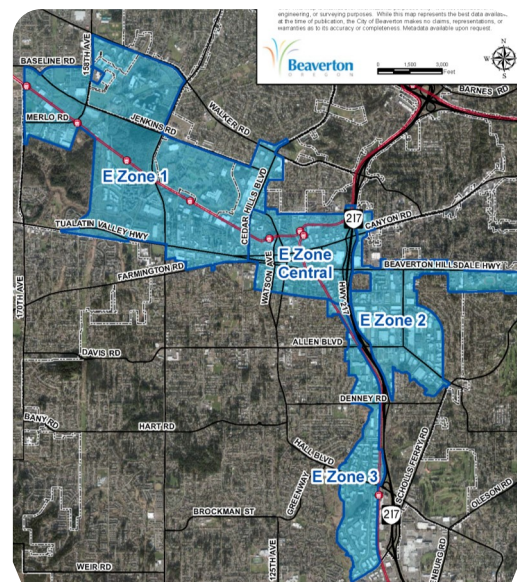 engineering, or surveying purposes. While this map represents the best data available,
at the time of publication, the City of Beaverton makes no claims, representations, or
warranties as to its accuracy or completeness. Metadata available upon request.
Beaverton
OREGON
0 1,500 3,000
Feet
N
W E
S
158TH AVE
BASELINE RD
BARNES RD
MERLO RD
JENKINS RD
WALKER RD
E Zone 1
CEDAR HILLS BLVD
217
CANYON RD
TUALATIN VALLEY HWY
E Zone
Central
FARMINGTON RD
WATSON AVE
HWY 217
BEAVERTON HILLSDALE HWY
170TH AVE
E Zone 2
ALLEN BLVD
DAVIS RD
DENNEY RD
BANY RD
HART RD
HALL BLVD
SCHOLLS FERRY RD
E Zone 3
GREENWAY
OLESON RD
BROCKMAN ST
217
125TH AVE
WEIR RD
NBURG RD